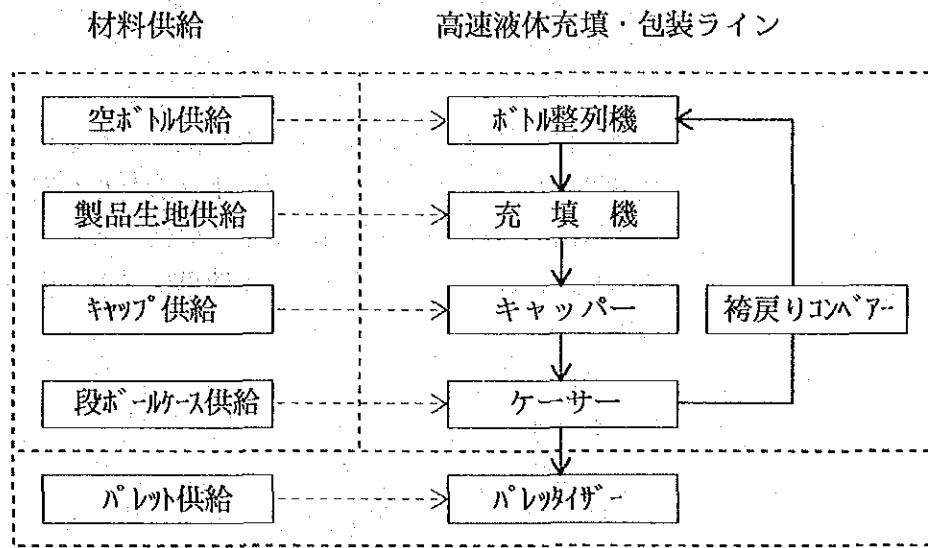 材料供給
高速液体充填・包装ライン
空ボトル供給
ボトル整列機
製品生地供給
充填機
キャップ供給
キャッパー
袴戻りコンベアー
段ボールケース供給
ケーサー
パレット供給
パレッタイザー